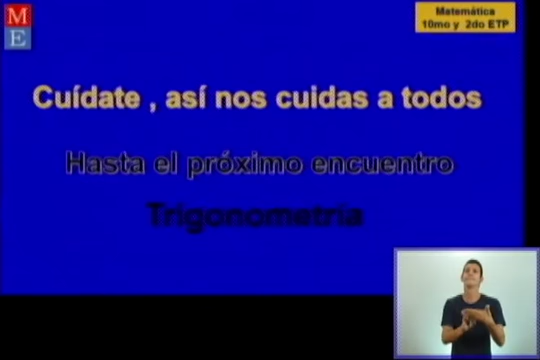 M
E
Matemática
10mo y 2do ETP
Cuídate , así nos cuidas a todos
Hasta el próximo encuentro
Trigonometría